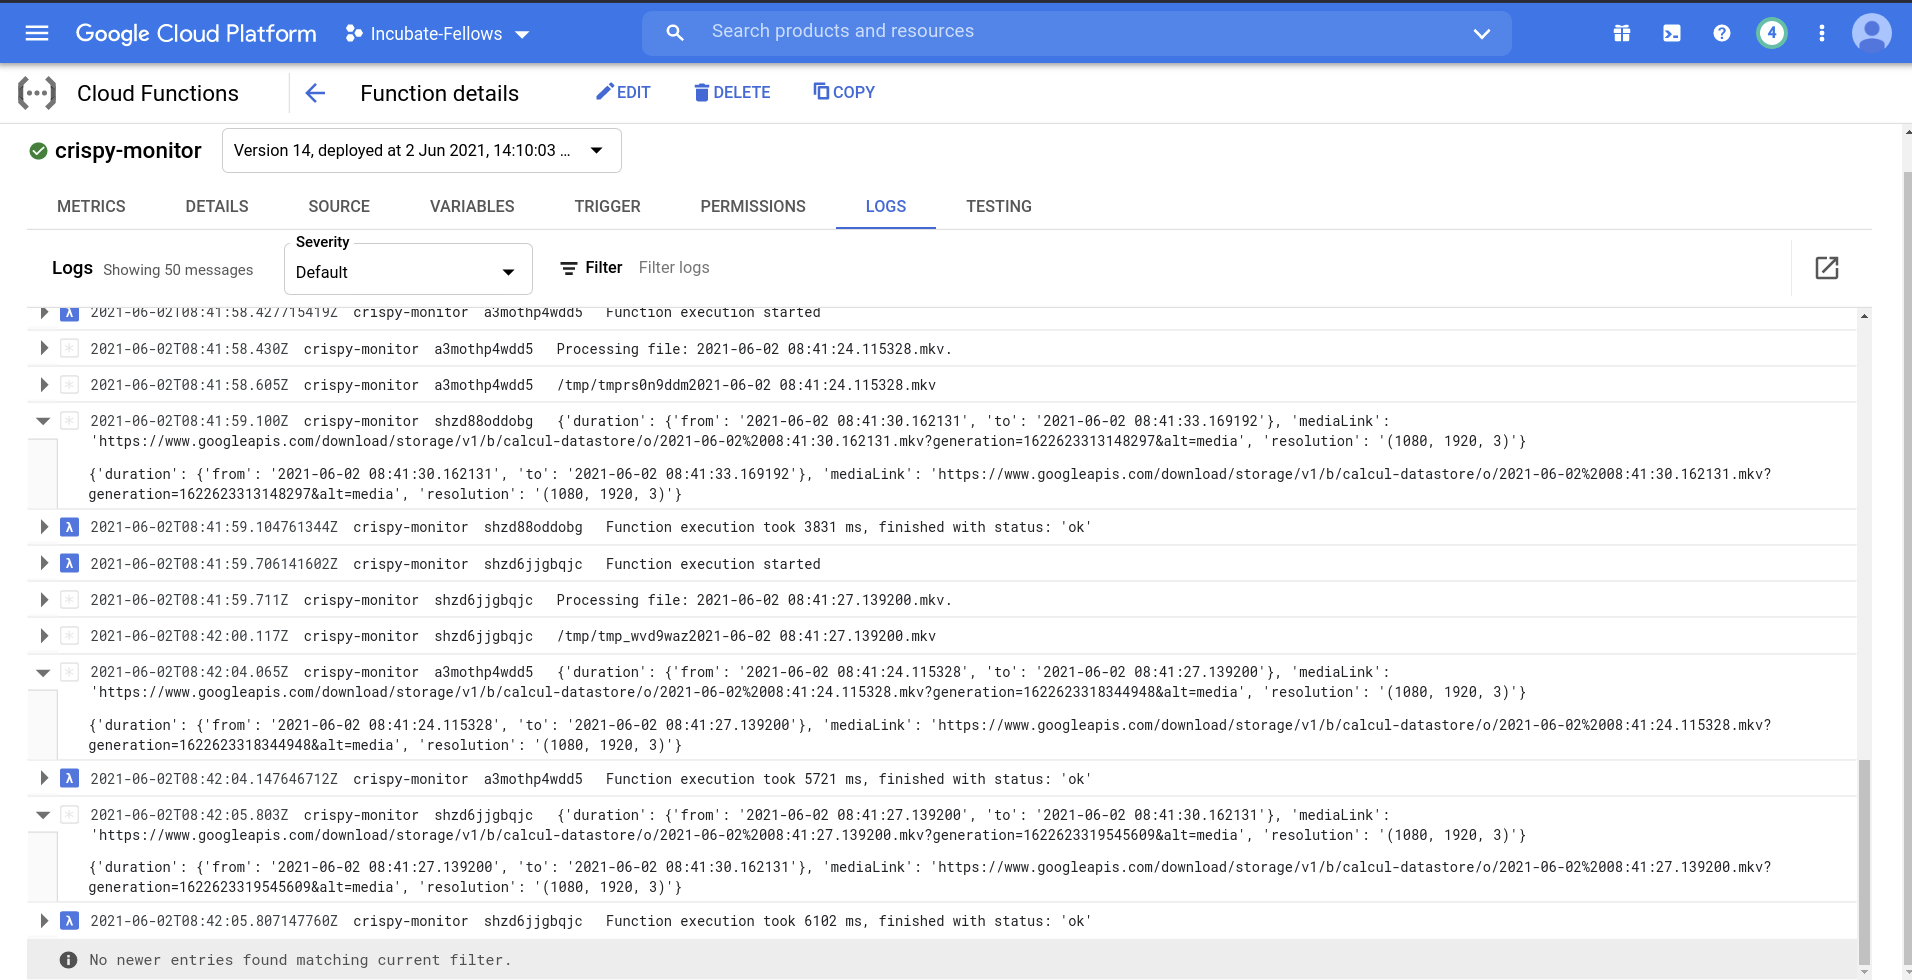 Google Cloud Platform Incubate-Fellows Search products and resources 4
Cloud Functions Function details EDIT DELETE COPY
crispy-monitor Version 14, deployed at 2 Jun 2021, 14:10:03 ...
METRICS DETAILS SOURCE VARIABLES TRIGGER PERMISSIONS LOGS TESTING
Severity
Logs Showing 50 messages Default Filter Filter logs
2021-06-02T08:41:58.427715419Z crispy-monitor a3mothp4wdd5 Function execution started
2021-06-02T08:41:58.430Z crispy-monitor a3mothp4wdd5 Processing file: 2021-06-02 08:41:24.115328.mkv.
2021-06-02T08:41:58.605Z crispy-monitor a3mothp4wdd5 /tmp/tmprs0n9ddm2021-06-02 08:41:24.115328.mkv
2021-06-02T08:41:59.100Z crispy-monitor shzd88oddobg {'duration': {'from': '2021-06-02 08:41:30.162131', 'to': '2021-06-02 08:41:33.169192'}, 'mediaLink':
'https://www.googleapis.com/download/storage/v1/b/calcul-datastore/o/2021-06-02%2008:41:30.162131.mkv?generation=1622623313148297&alt=media', 'resolution': '(1080, 1920, 3)'}
{'duration': {'from': '2021-06-02 08:41:30.162131', 'to': '2021-06-02 08:41:33.169192'}, 'mediaLink': 'https://www.googleapis.com/download/storage/v1/b/calcul-datastore/o/2021-06-02%2008:41:30.162131.mkv?
generation=1622623313148297&alt=media', 'resolution': '(1080, 1920, 3)'}
2021-06-02T08:41:59.104761344Z crispy-monitor shzd88oddobg Function execution took 3831 ms, finished with status: 'ok'
2021-06-02T08:41:59.706141602Z crispy-monitor shzd6jjgbqjc Function execution started
2021-06-02T08:41:59.711Z crispy-monitor shzd6jjgbqjc Processing file: 2021-06-02 08:41:27.139200.mkv.
2021-06-02T08:42:00.117Z crispy-monitor shzd6jjgbqjc /tmp/tmp_wvd9waz2021-06-02 08:41:27.139200.mkv
2021-06-02T08:42:04.065Z crispy-monitor a3mothp4wdd5 {'duration': {'from': '2021-06-02 08:41:24.115328', 'to': '2021-06-02 08:41:27.139200'}, 'mediaLink':
'https://www.googleapis.com/download/storage/v1/b/calcul-datastore/o/2021-06-02%2008:41:24.115328.mkv?generation=1622623318344948&alt=media', 'resolution': '(1080, 1920, 3)'}
{'duration': {'from': '2021-06-02 08:41:24.115328', 'to': '2021-06-02 08:41:27.139200'}, 'mediaLink': 'https://www.googleapis.com/download/storage/v1/b/calcul-datastore/o/2021-06-02%2008:41:24.115328.mkv?
generation=1622623318344948&alt=media', 'resolution': '(1080, 1920, 3)'}
2021-06-02T08:42:04.147646712Z crispy-monitor a3mothp4wdd5 Function execution took 5721 ms, finished with status: 'ok'
2021-06-02T08:42:05.803Z crispy-monitor shzd6jjgbqjc {'duration': {'from': '2021-06-02 08:41:27.139200', 'to': '2021-06-02 08:41:30.162131'}, 'mediaLink':
'https://www.googleapis.com/download/storage/v1/b/calcul-datastore/o/2021-06-02%2008:41:27.139200.mkv?generation=1622623319545609&alt=media', 'resolution': '(1080, 1920, 3)'}
{'duration': {'from': '2021-06-02 08:41:27.139200', 'to': '2021-06-02 08:41:30.162131'}, 'mediaLink': 'https://www.googleapis.com/download/storage/v1/b/calcul-datastore/o/2021-06-02%2008:41:27.139200.mkv?
generation=1622623319545609&alt=media', 'resolution': '(1080, 1920, 3)'}
2021-06-02T08:42:05.807147760Z crispy-monitor shzd6jjgbqjc Function execution took 6102 ms, finished with status: 'ok'
No newer entries found matching current filter.